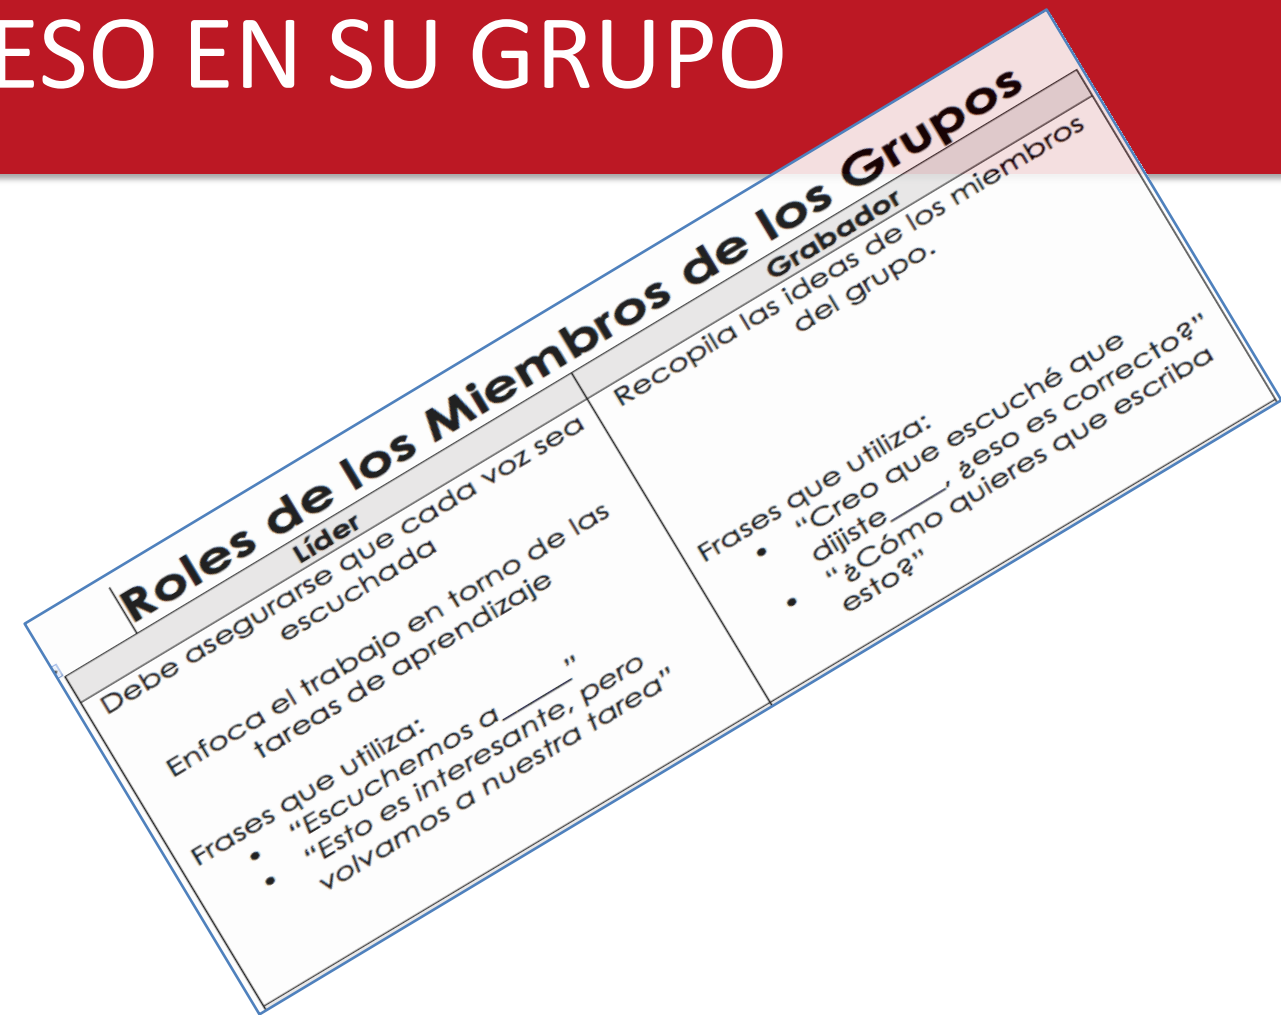 ESO EN SU GRUPO
Roles de los Miembros de los Grupos
Líder
Debe asegurarse que cada voz sea
escuchada
Enfoca el trabajo en torno de las
tareas de aprendizaje
Frases que utiliza:
• “Escuchemos a______”
• “Esto es interesante, pero
volvamos a nuestra tarea”
Grabador
Recopila las ideas de los miembros
del grupo.
Frases que utiliza:
• “Creo que escuché que
dijiste_____, ¿eso es correcto?”
• “¿Cómo quieres que escriba
esto?”